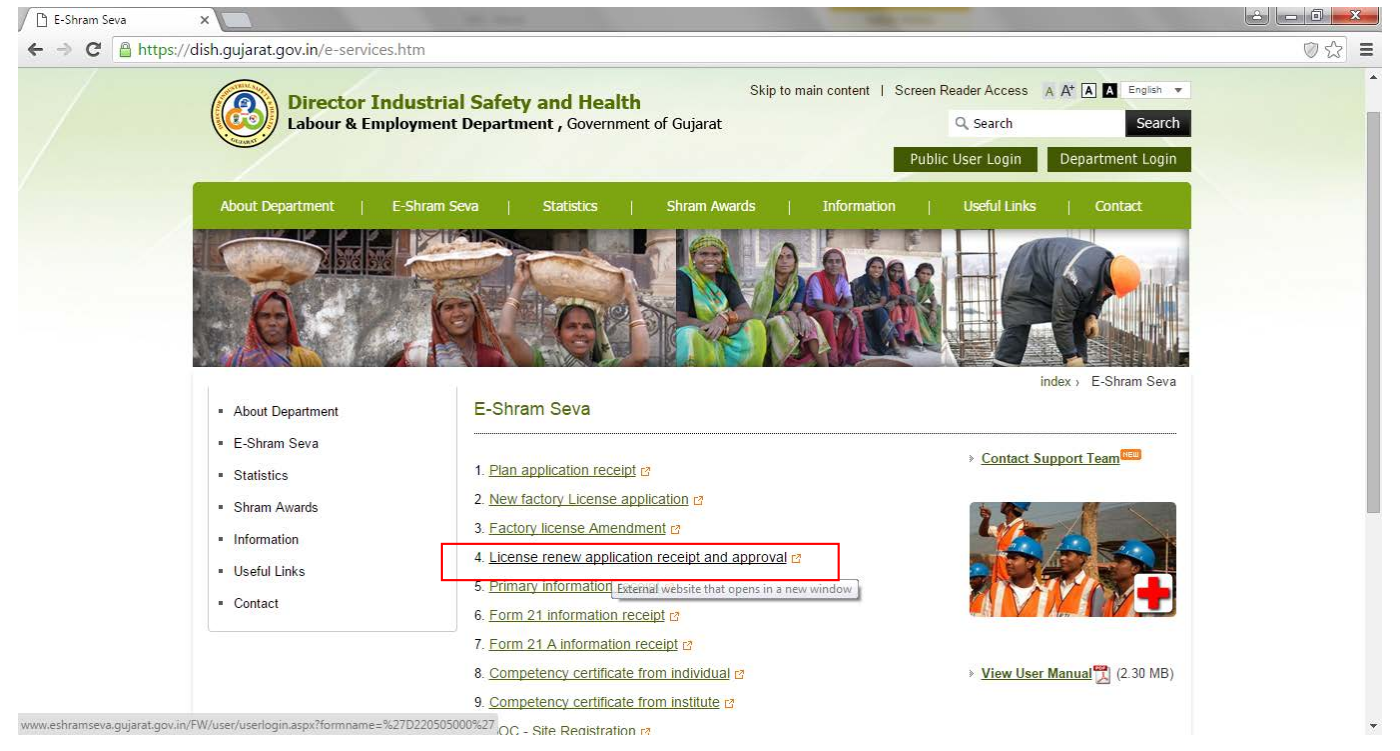 E-Shram Seva
https://dish.gujarat.gov.in/e-services.htm
Skip to main content | Screen Reader Access A A+ A A English
Director Industrial Safety and Health
Labour & Employment Department , Government of Gujarat
Search Search
Public User Login Department Login
About Department | E-Shram Seva | Statistics | Shram Awards | Information | Useful Links | Contact
index › E-Shram Seva
About Department
E-Shram Seva
Statistics
Shram Awards
Information
Useful Links
Contact
E-Shram Seva
1. Plan application receipt
2. New factory License application
3. Factory license Amendment
4. License renew application receipt and approval
5. Primary information
External website that opens in a new window
6. Form 21 information receipt
7. Form 21 A information receipt
8. Competency certificate from individual
9. Competency certificate from institute
OC - Site Registration
Contact Support Team NEW
View User Manual (2.30 MB)
www.eshramseva.gujarat.gov.in/FW/user/userlogin.aspx?formname=%27D220505000%27